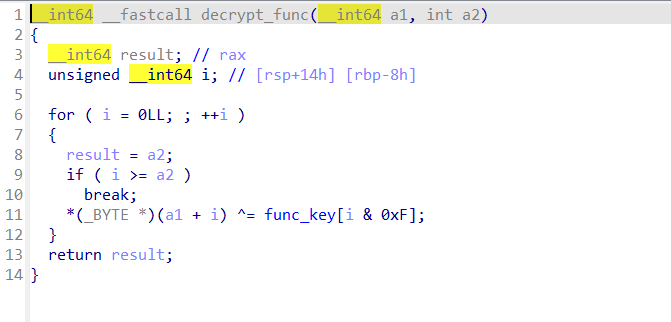 1 __int64 __fastcall decrypt_func(__int64 a1, int a2)
2 {
3   __int64 result; // rax
4   unsigned __int64 i; // [rsp+14h] [rbp-8h]
5
6   for ( i = 0LL; ; ++i )
7   {
8     result = a2;
9     if ( i >= a2 )
10       break;
11     *(_BYTE *)(a1 + i) ^= func_key[i & 0xF];
12   }
13   return result;
14 }